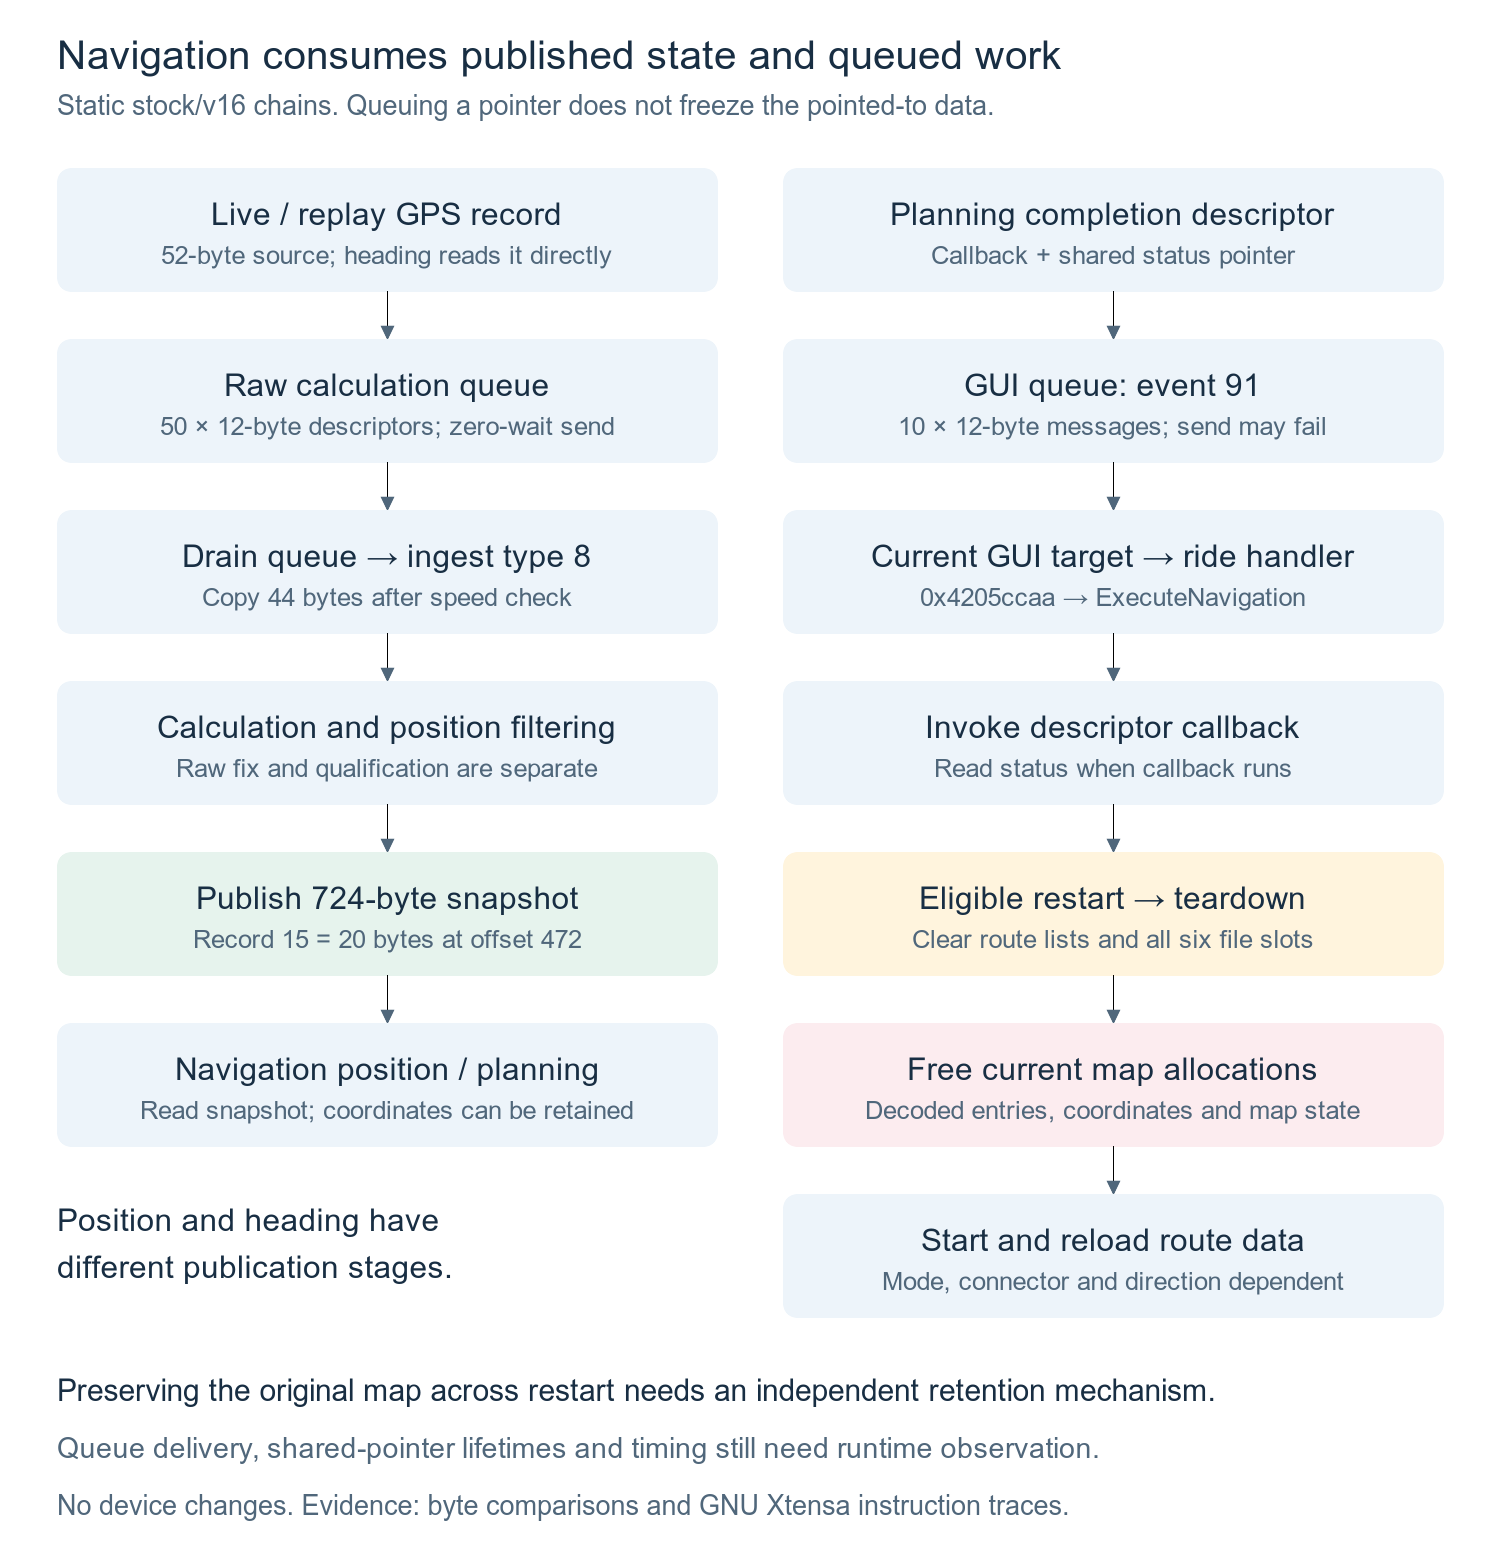 Navigation consumes published state and queued work
Static stock/v16 chains. Queuing a pointer does not freeze the pointed-to data.
Live / replay GPS record
52-byte source; heading reads it directly
Raw calculation queue
50 × 12-byte descriptors; zero-wait send
Drain queue → ingest type 8
Copy 44 bytes after speed check
Calculation and position filtering
Raw fix and qualification are separate
Publish 724-byte snapshot
Record 15 = 20 bytes at offset 472
Navigation position / planning
Read snapshot; coordinates can be retained
Position and heading have
different publication stages.
Planning completion descriptor
Callback + shared status pointer
GUI queue: event 91
10 × 12-byte messages; send may fail
Current GUI target → ride handler
0x4205ccaa → ExecuteNavigation
Invoke descriptor callback
Read status when callback runs
Eligible restart → teardown
Clear route lists and all six file slots
Free current map allocations
Decoded entries, coordinates and map state
Start and reload route data
Mode, connector and direction dependent
Preserving the original map across restart needs an independent retention mechanism.
Queue delivery, shared-pointer lifetimes and timing still need runtime observation.
No device changes. Evidence: byte comparisons and GNU Xtensa instruction traces.